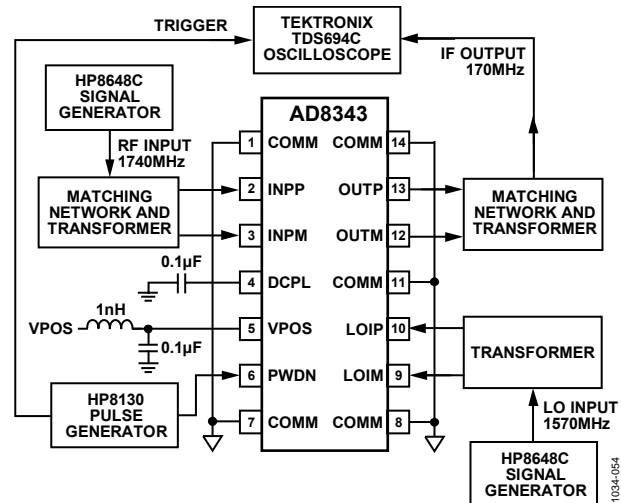 TRIGGER
TEKTRONIX
TDS694C
OSCILLOSCOPE
IF OUTPUT
170MHz
HP8648C
SIGNAL
GENERATOR
RF INPUT
1740MHz
MATCHING
NETWORK AND
TRANSFORMER
AD8343
1 COMM COMM 14
2 INPP OUTP 13
3 INPM OUTM 12
4 DCPL COMM 11
5 VPOS LOIP 10
6 PWDN LOIM 9
7 COMM COMM 8
MATCHING
NETWORK AND
TRANSFORMER
0.1µF
1nH
VPOS
0.1µF
HP8130
PULSE
GENERATOR
TRANSFORMER
LO INPUT
1570MHz
HP8648C
SIGNAL
GENERATOR
1034-054